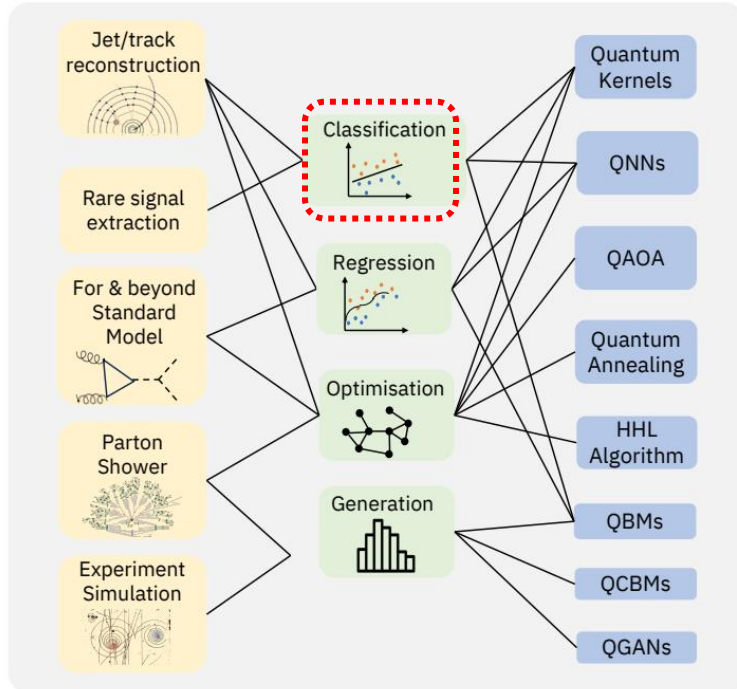 Jet/track
reconstruction
Rare signal
extraction
For & beyond
Standard
Model
Parton
Shower
Experiment
Simulation
Classification
Regression
Optimisation
Generation
Quantum
Kernels
QNNs
QAOA
Quantum
Annealing
HHL
Algorithm
QBMs
QCBMs
QGANs